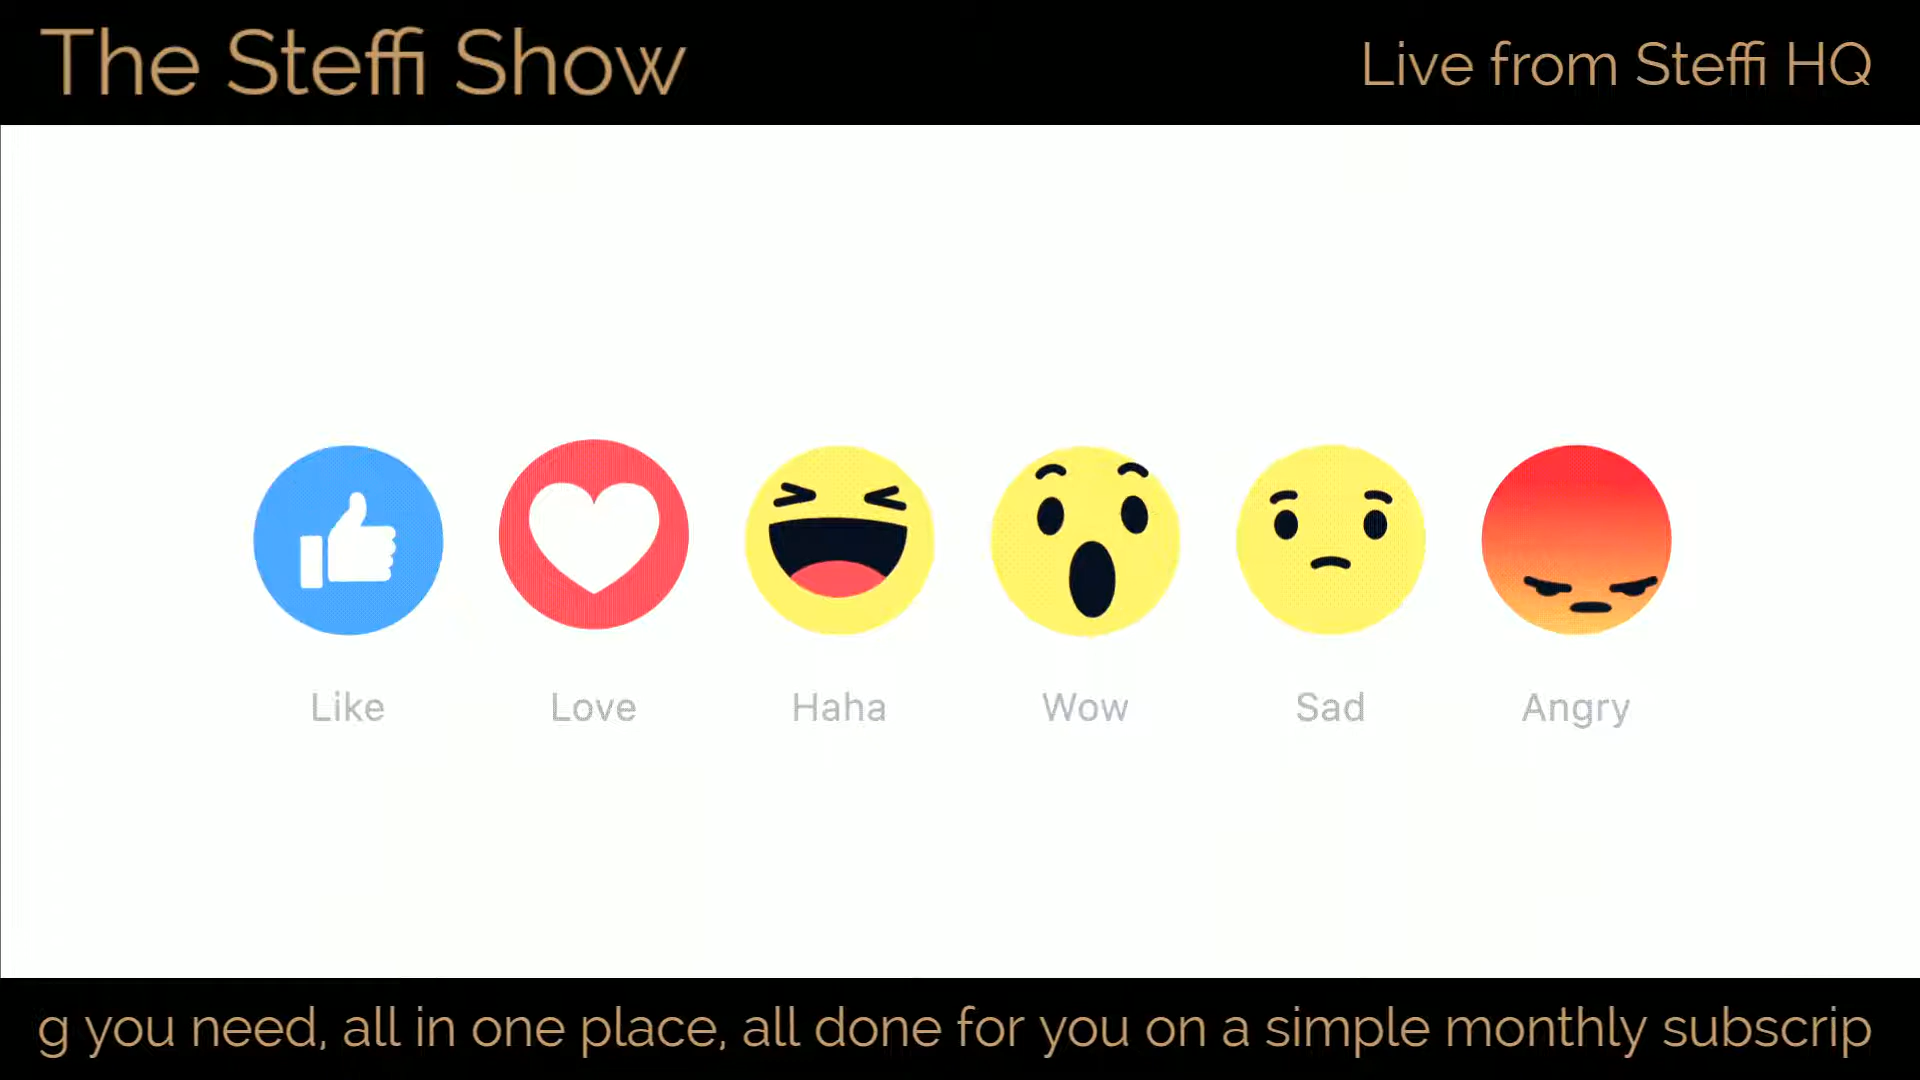 The Steffi Show
Live from Steffi HQ
Like
Love
Haha
Wow
Sad
Angry
g you need, all in one place, all done for you on a simple monthly subscrip